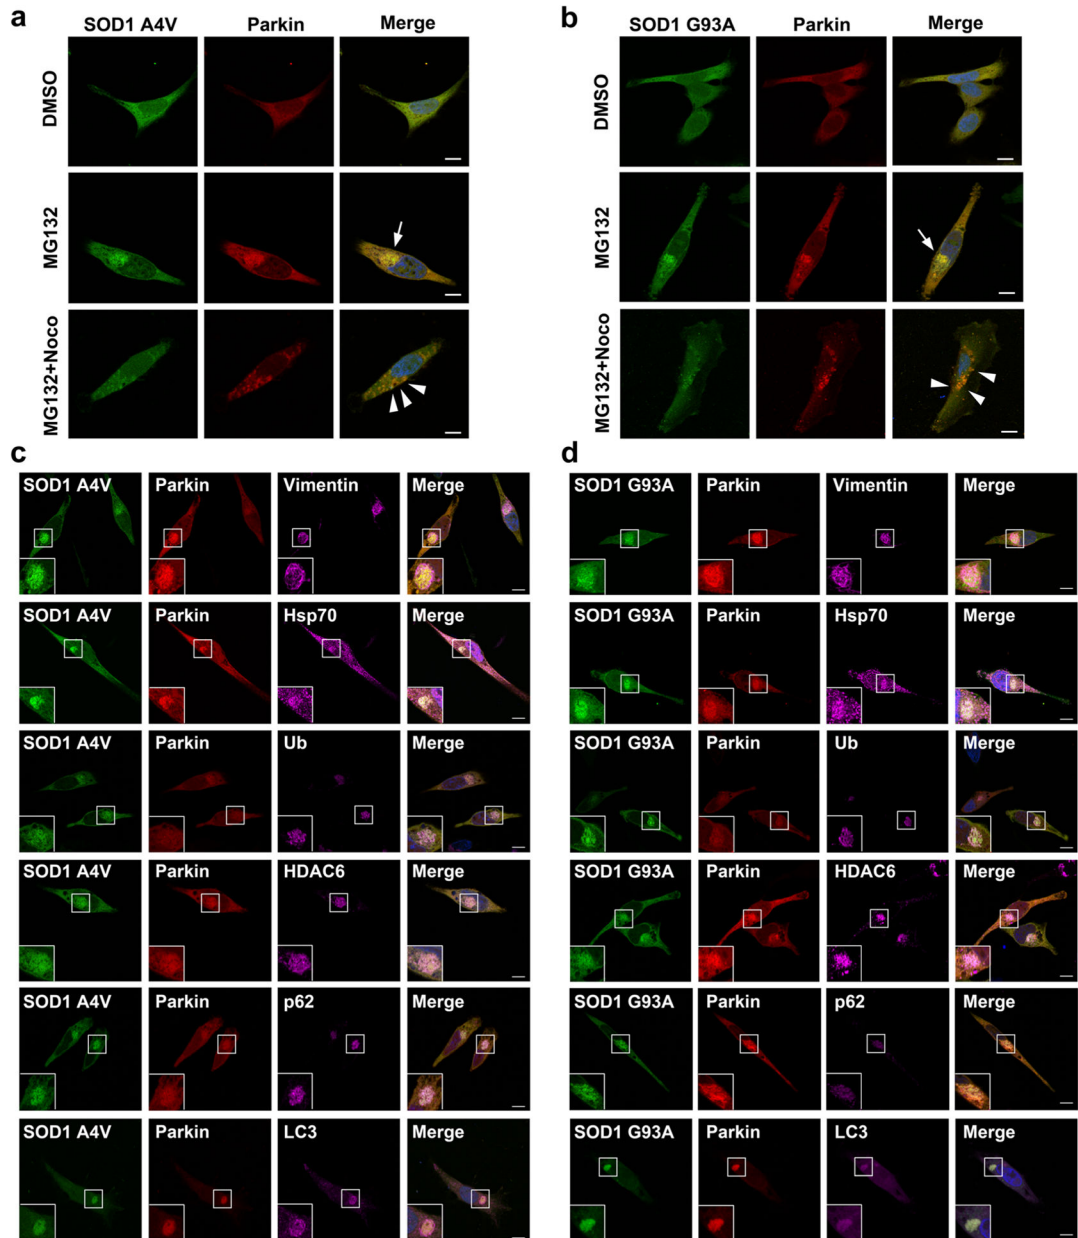 a
SOD1 A4V Parkin Merge
DMSO
MG132
MG132+Noco
b
SOD1 G93A Parkin Merge
DMSO
MG132
MG132+Noco
c
SOD1 A4V Parkin Vimentin Merge
SOD1 A4V Parkin Hsp70 Merge
SOD1 A4V Parkin Ub Merge
SOD1 A4V Parkin HDAC6 Merge
SOD1 A4V Parkin p62 Merge
SOD1 A4V Parkin LC3 Merge
d
SOD1 G93A Parkin Vimentin Merge
SOD1 G93A Parkin Hsp70 Merge
SOD1 G93A Parkin Ub Merge
SOD1 G93A Parkin HDAC6 Merge
SOD1 G93A Parkin p62 Merge
SOD1 G93A Parkin LC3 Merge